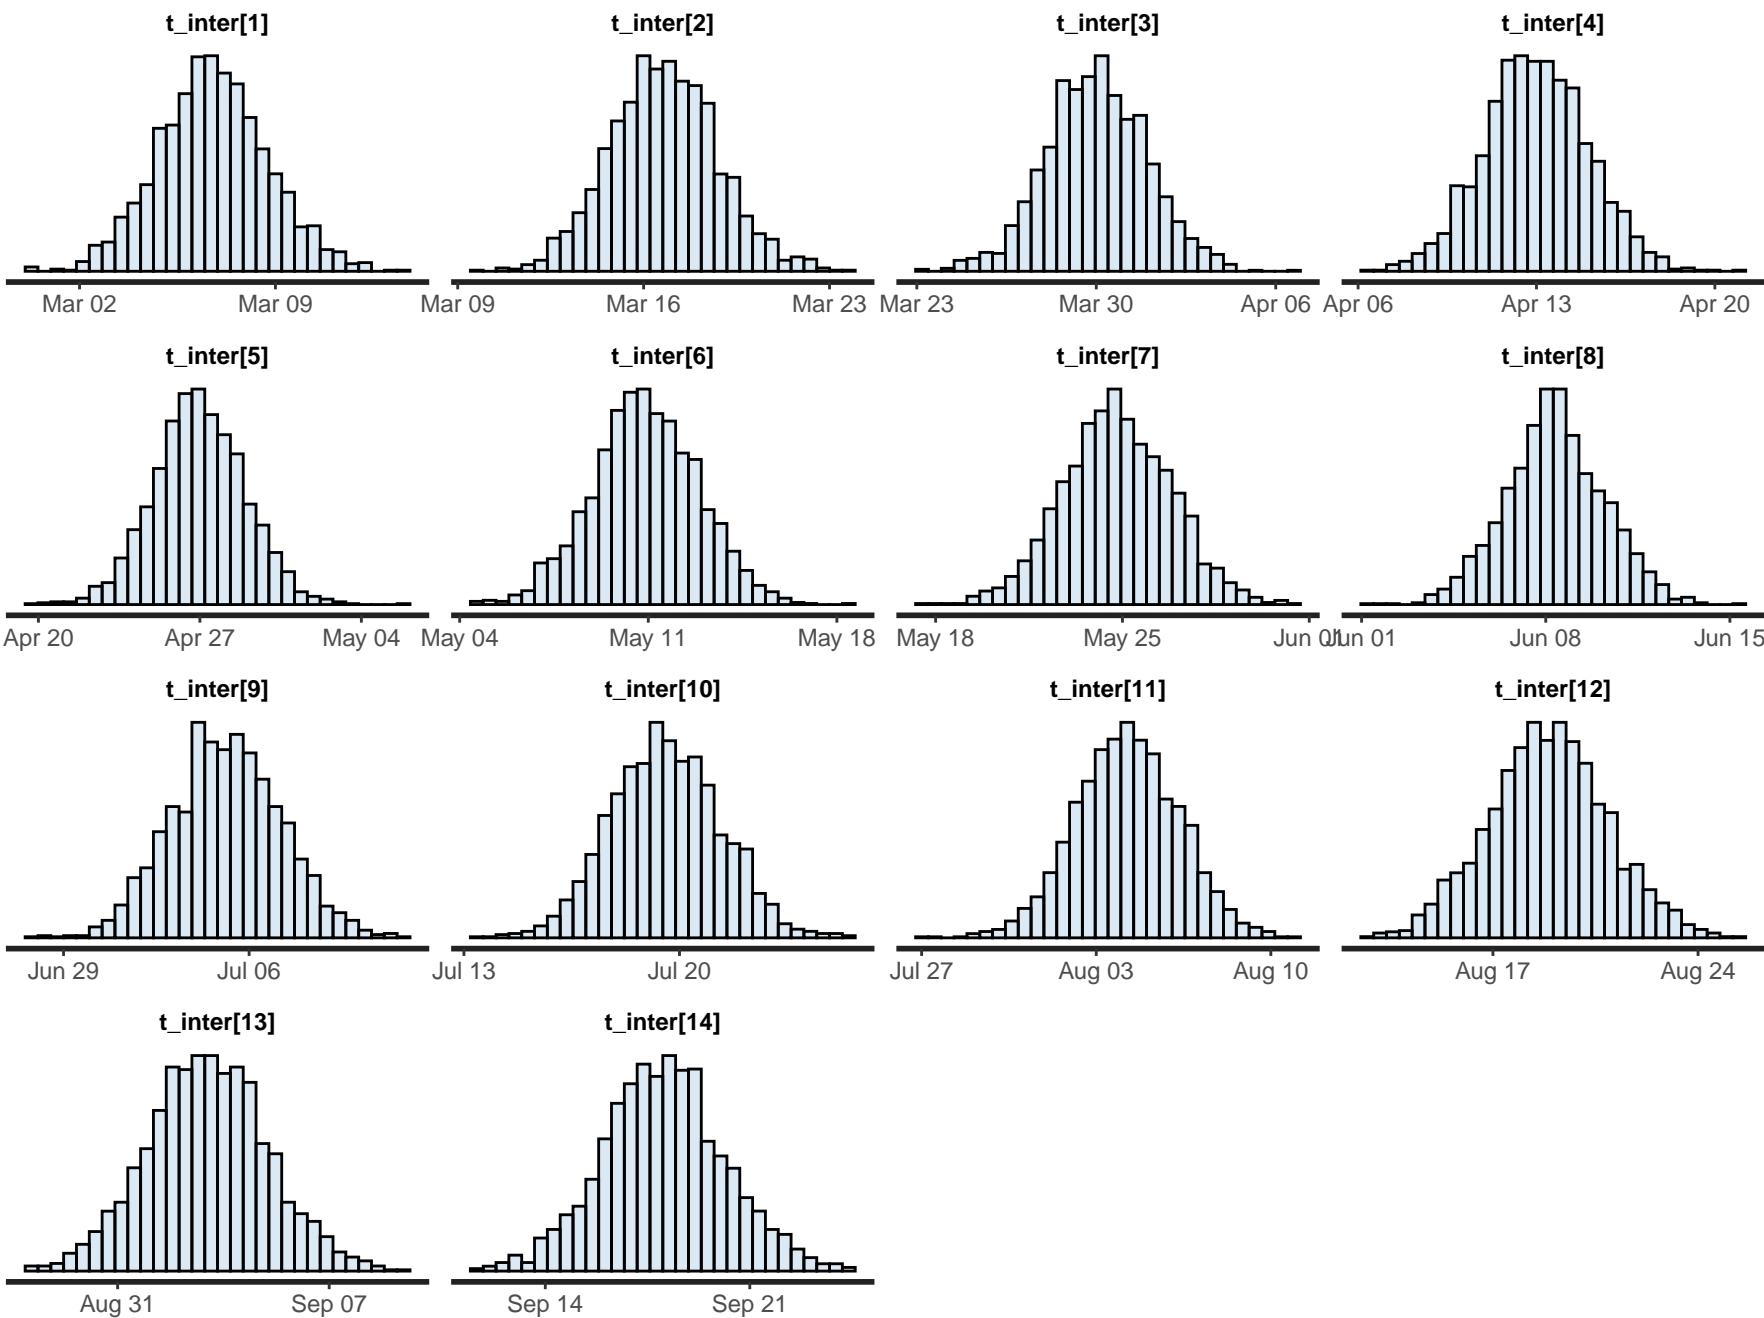 t_inter[1] t_inter[2] t_inter[3] t_inter[4]
Mar 02 Mar 09 Mar 09 Mar 16 Mar 23 Mar 23 Mar 30 Apr 06 Apr 06 Apr 13 Apr 20
t_inter[5] t_inter[6] t_inter[7] t_inter[8]
Apr 20 Apr 27 May 04 May 04 May 11 May 18 May 18 May 25 Jun 01 Jun 01 Jun 08 Jun 15
t_inter[9] t_inter[10] t_inter[11] t_inter[12]
Jun 29 Jul 06 Jul 13 Jul 20 Jul 27 Aug 03 Aug 10 Aug 17 Aug 24
t_inter[13] t_inter[14]
Aug 31 Sep 07 Sep 14 Sep 21